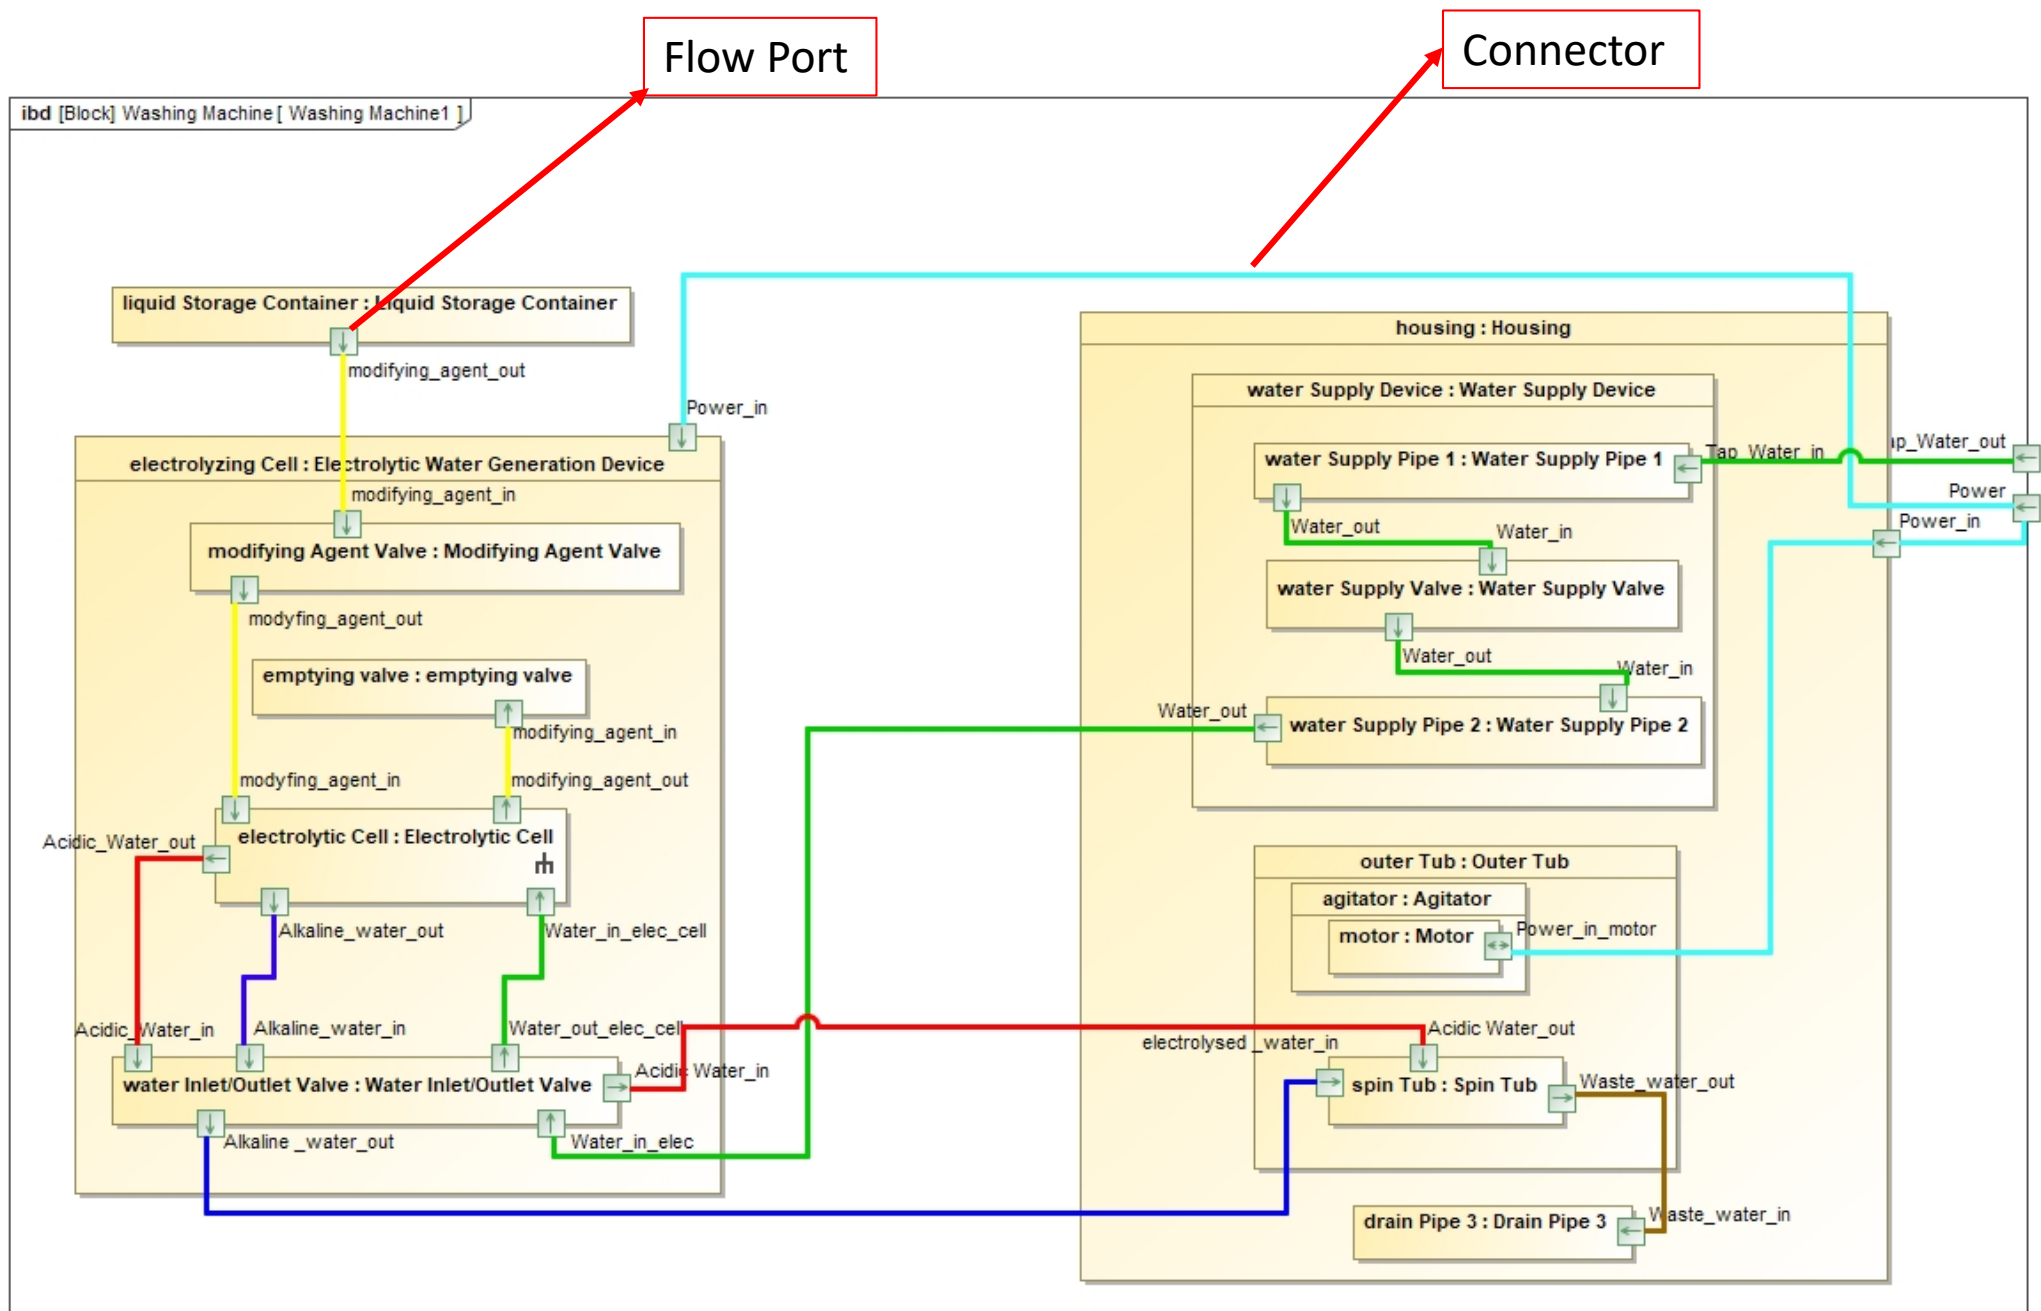 Flow Port
Connector
ibd [Block] Washing Machine [ Washing Machine1 ]
liquid Storage Container : Liquid Storage Container
modifying_agent_out
Power_in
electrolyzing Cell : Electrolytic Water Generation Device
modifying_agent_in
modifying Agent Valve : Modifying Agent Valve
modyfing_agent_out
emptying valve : emptying valve
modifying_agent_in
modyfing_agent_in
modifying_agent_out
electrolytic Cell : Electrolytic Cell
Acidic_Water_out
Alkaline_water_out
Water_in_elec_cell
Acidic_Water_in
Alkaline_water_in
Water_out_elec_cell
water Inlet/Outlet Valve : Water Inlet/Outlet Valve
Acidic Water_in
Alkaline _water_out
Water_in_elec
housing : Housing
water Supply Device : Water Supply Device
water Supply Pipe 1 : Water Supply Pipe 1
Tap_Water_in
ap_Water_out
Power
Power_in
Water_out
Water_in
water Supply Valve : Water Supply Valve
Water_out
Water_in
Water_out
water Supply Pipe 2 : Water Supply Pipe 2
outer Tub : Outer Tub
agitator : Agitator
motor : Motor
Power_in_motor
Acidic Water_out
electrolysed _water_in
spin Tub : Spin Tub
Waste_water_out
drain Pipe 3 : Drain Pipe 3
Waste_water_in